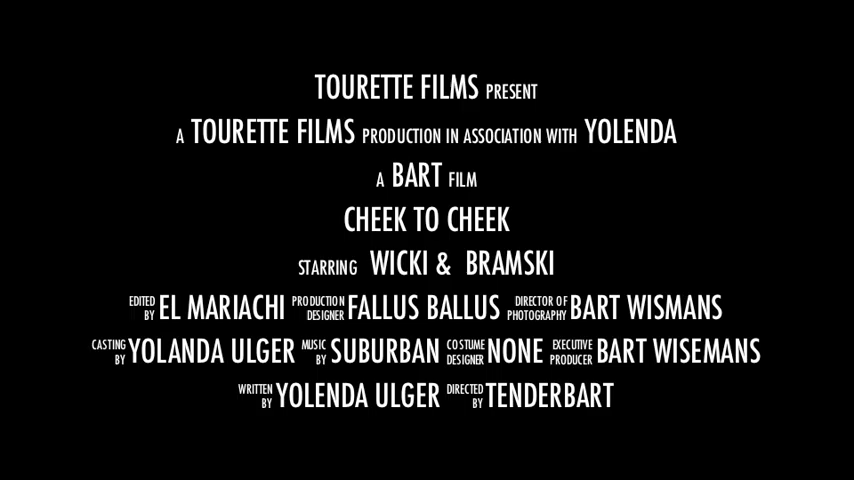 TOURETTE FILMS PRESENT
A TOURETTE FILMS PRODUCTION IN ASSOCIATION WITH YOLENDA
A BART FILM
CHEEK TO CHEEK
STARRING WICKI & BRAMSKI
EDITED BY EL MARIACHI PRODUCTION DESIGNER FALLUS BALLUS DIRECTOR OF PHOTOGRAPHY BART WISMANS
CASTING BY YOLANDA ULGER MUSIC BY SUBURBAN COSTUME DESIGNER NONE EXECUTIVE PRODUCER BART WISEMANS
WRITTEN BY YOLENDA ULGER DIRECTED BY TENDERBART